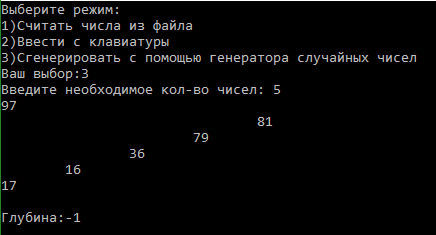 Выберите режим:
1)Считать числа из файла
2)Ввести с клавиатуры
3)Сгенерировать с помощью генератора случайных чисел
Ваш выбор:3
Введите необходимое кол-во чисел: 5
97
81
79
36
16
17
Глубина:-1